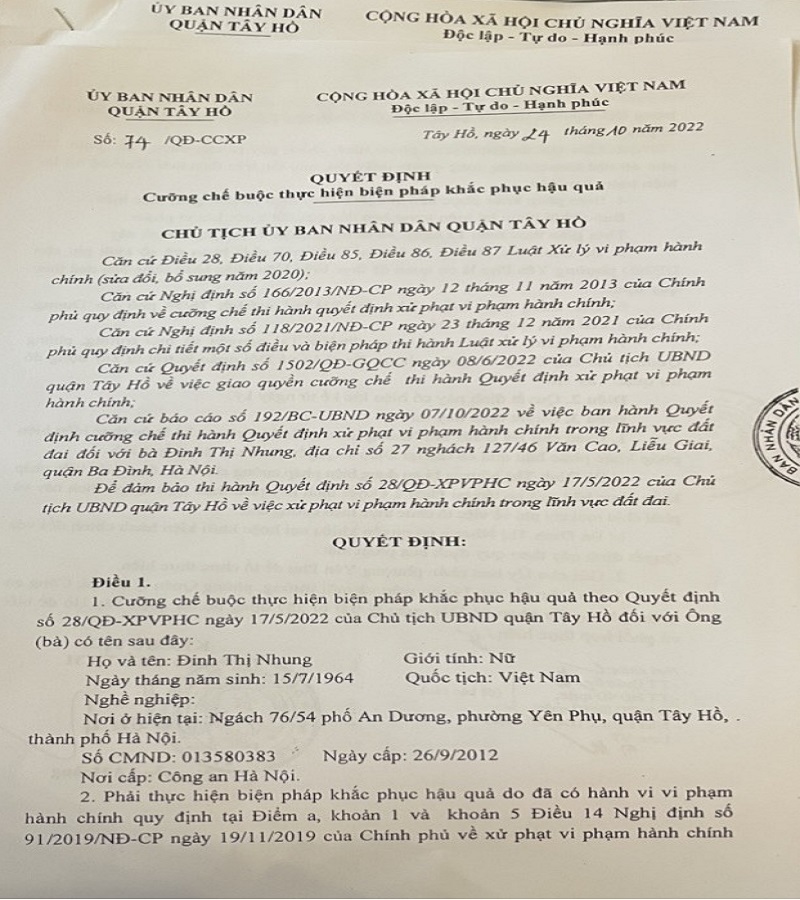 ỦY BAN NHÂN DÂN
QUẬN TÂY HỒ
CỘNG HÒA XÃ HỘI CHỦ NGHĨA VIỆT NAM
Độc lập - Tự do - Hạnh phúc
ỦY BAN NHÂN DÂN
QUẬN TÂY HỒ
CỘNG HÒA XÃ HỘI CHỦ NGHĨA VIỆT NAM
Độc lập - Tự do - Hạnh phúc
Số: 74 /QĐ-CCXP
Tây Hồ, ngày 24 tháng 10 năm 2022
QUYẾT ĐỊNH
Cưỡng chế buộc thực hiện biện pháp khắc phục hậu quả
CHỦ TỊCH ỦY BAN NHÂN DÂN QUẬN TÂY HỒ
Căn cứ Điều 28, Điều 70, Điều 85, Điều 86, Điều 87 Luật Xử lý vi phạm hành
chính (sửa đổi, bổ sung năm 2020);
Căn cứ Nghị định số 166/2013/NĐ-CP ngày 12 tháng 11 năm 2013 của Chính
phủ quy định về cưỡng chế thi hành quyết định xử phạt vi phạm hành chính;
Căn cứ Nghị định số 118/2021/NĐ-CP ngày 23 tháng 12 năm 2021 của Chính
phủ quy định chi tiết một số điều và biện pháp thi hành Luật xử lý vi phạm hành chính;
Căn cứ Quyết định số 1502/QĐ-GQCC ngày 08/6/2022 của Chủ tịch UBND
quận Tây Hồ về việc giao quyền cưỡng chế thi hành Quyết định xử phạt vi phạm
hành chính;
Căn cứ báo cáo số 192/BC-UBND ngày 07/10/2022 về việc ban hành Quyết
định cưỡng chế thi hành Quyết định xử phạt vi phạm hành chính trong lĩnh vực đất
đai đối với bà Đinh Thị Nhung, địa chỉ số 27 nghách 127/46 Văn Cao, Liễu Giai,
quận Ba Đình, Hà Nội.
Để đảm bảo thi hành Quyết định số 28/QĐ-XPVPHC ngày 17/5/2022 của Chủ
tịch UBND quận Tây Hồ về việc xử phạt vi phạm hành chính trong lĩnh vực đất đai.
QUYẾT ĐỊNH:
Điều 1.
1. Cưỡng chế buộc thực hiện biện pháp khắc phục hậu quả theo Quyết định
số 28/QĐ-XPVPHC ngày 17/5/2022 của Chủ tịch UBND quận Tây Hồ đối với Ông
(bà) có tên sau đây:
Họ và tên: Đinh Thị Nhung Giới tính: Nữ
Ngày tháng năm sinh: 15/7/1964 Quốc tịch: Việt Nam
Nghề nghiệp:
Nơi ở hiện tại: Ngách 76/54 phố An Dương, phường Yên Phụ, quận Tây Hồ,
thành phố Hà Nội.
Số CMND: 013580383 Ngày cấp: 26/9/2012
Nơi cấp: Công an Hà Nội.
2. Phải thực hiện biện pháp khắc phục hậu quả do đã có hành vi vi phạm
hành chính quy định tại Điểm a, khoản 1 và khoản 5 Điều 14 Nghị định số
91/2019/NĐ-CP ngày 19/11/2019 của Chính phủ về xử phạt vi phạm hành chính
BAN NHÂN DÂN